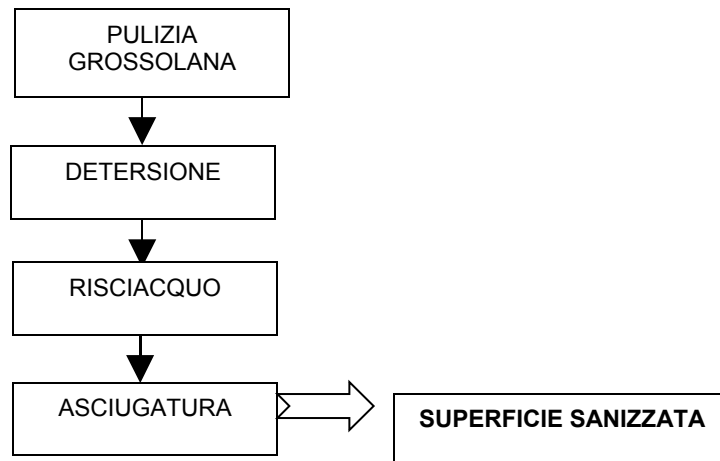 PULIZIA
GROSSOLANA
DETERSIONE
RISCIACQUO
ASCIUGATURA
SUPERFICIE SANIZZATA